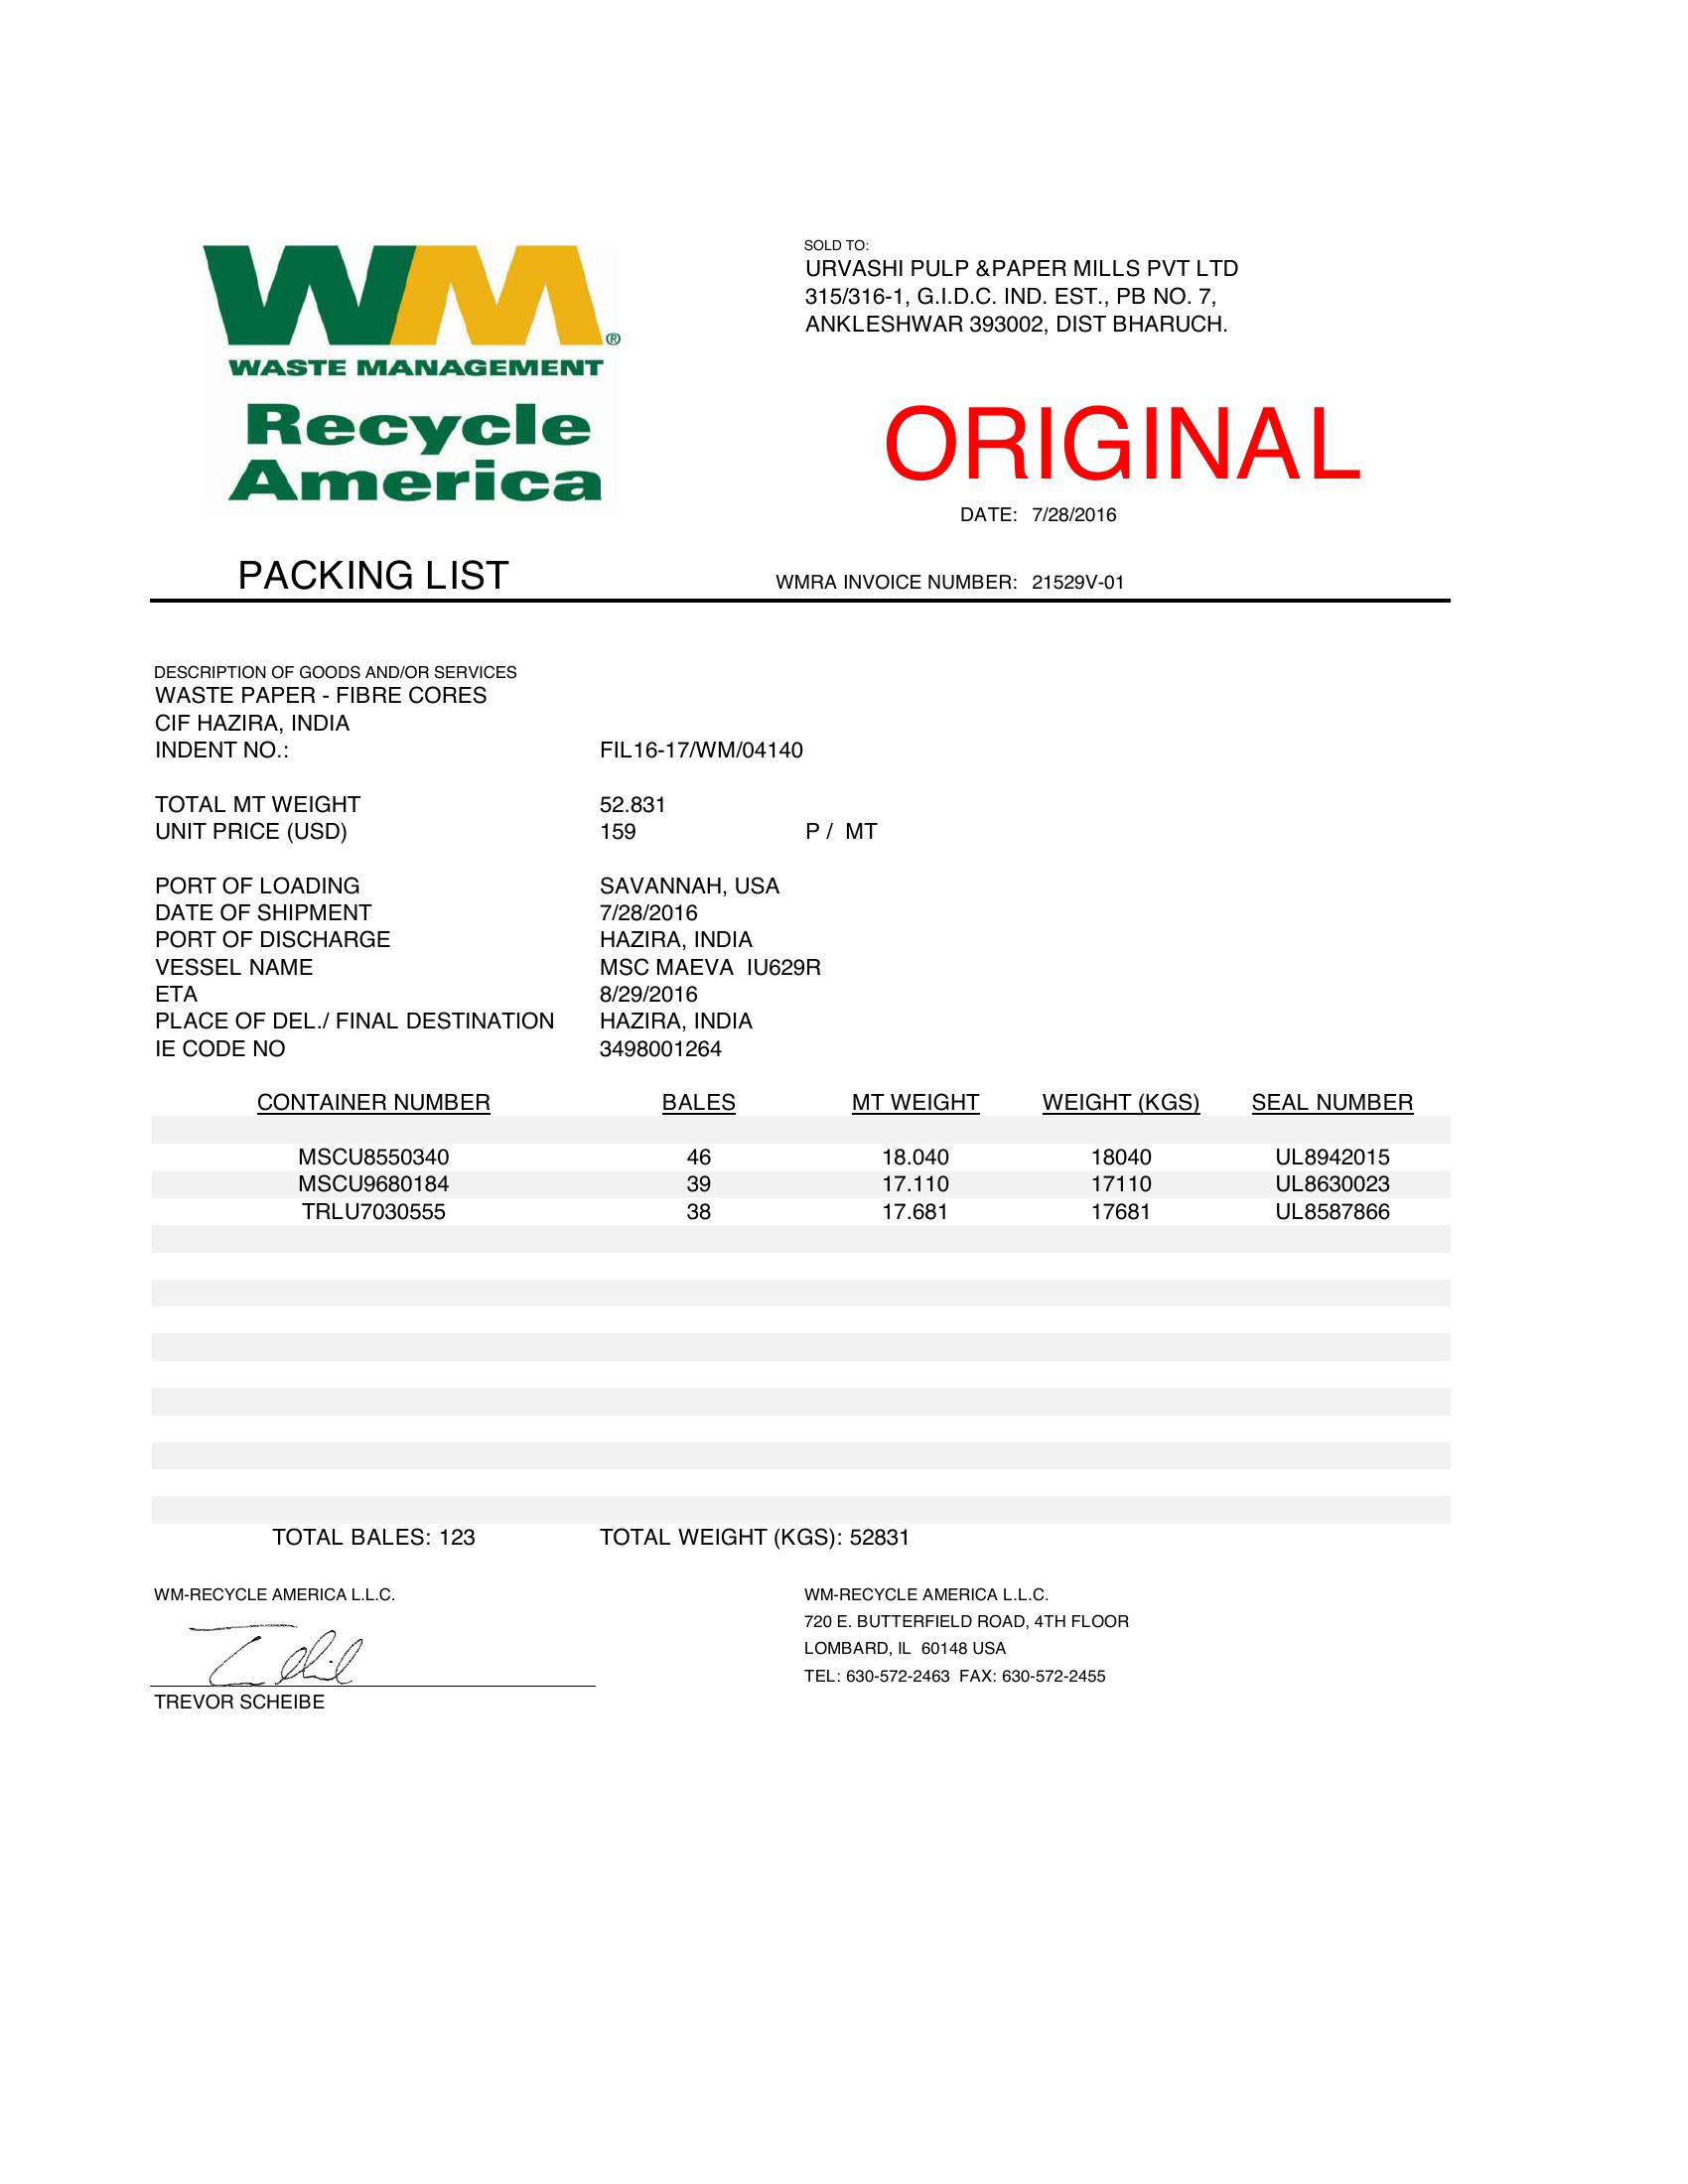 WM®
WASTE MANAGEMENT
Recycle
America
SOLD TO:
URVASHI PULP &PAPER MILLS PVT LTD
315/316-1, G.I.D.C. IND. EST., PB NO. 7,
ANKLESHWAR 393002, DIST BHARUCH.
ORIGINAL
DATE: 7/28/2016
PACKING LIST WMRA INVOICE NUMBER: 21529V-01
DESCRIPTION OF GOODS AND/OR SERVICES
WASTE PAPER - FIBRE CORES
CIF HAZIRA, INDIA
INDENT NO.: FIL16-17/WM/04140
TOTAL MT WEIGHT 52.831
UNIT PRICE (USD) 159 P / MT
PORT OF LOADING SAVANNAH, USA
DATE OF SHIPMENT 7/28/2016
PORT OF DISCHARGE HAZIRA, INDIA
VESSEL NAME MSC MAEVA IU629R
ETA 8/29/2016
PLACE OF DEL./ FINAL DESTINATION HAZIRA, INDIA
IE CODE NO 3498001264
CONTAINER NUMBER BALES MT WEIGHT WEIGHT (KGS) SEAL NUMBER
MSCU8550340 46 18.040 18040 UL8942015
MSCU9680184 39 17.110 17110 UL8630023
TRLU7030555 38 17.681 17681 UL8587866
TOTAL BALES: 123 TOTAL WEIGHT (KGS): 52831
WM-RECYCLE AMERICA L.L.C.
TREVOR SCHEIBE
WM-RECYCLE AMERICA L.L.C.
720 E. BUTTERFIELD ROAD, 4TH FLOOR
LOMBARD, IL 60148 USA
TEL: 630-572-2463 FAX: 630-572-2455